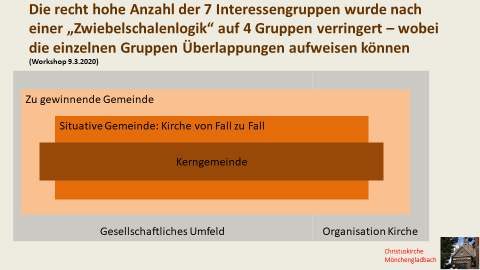 Die recht hohe Anzahl der 7 Interessengruppen wurde nach
einer „Zwiebelschalenlogik“ auf 4 Gruppen verringert – wobei
die einzelnen Gruppen Überlappungen aufweisen können
(Workshop 9.3.2020)
Zu gewinnende Gemeinde
Situative Gemeinde: Kirche von Fall zu Fall
Kerngemeinde
Gesellschaftliches Umfeld
Organisation Kirche
Christuskirche
Mönchengladbach